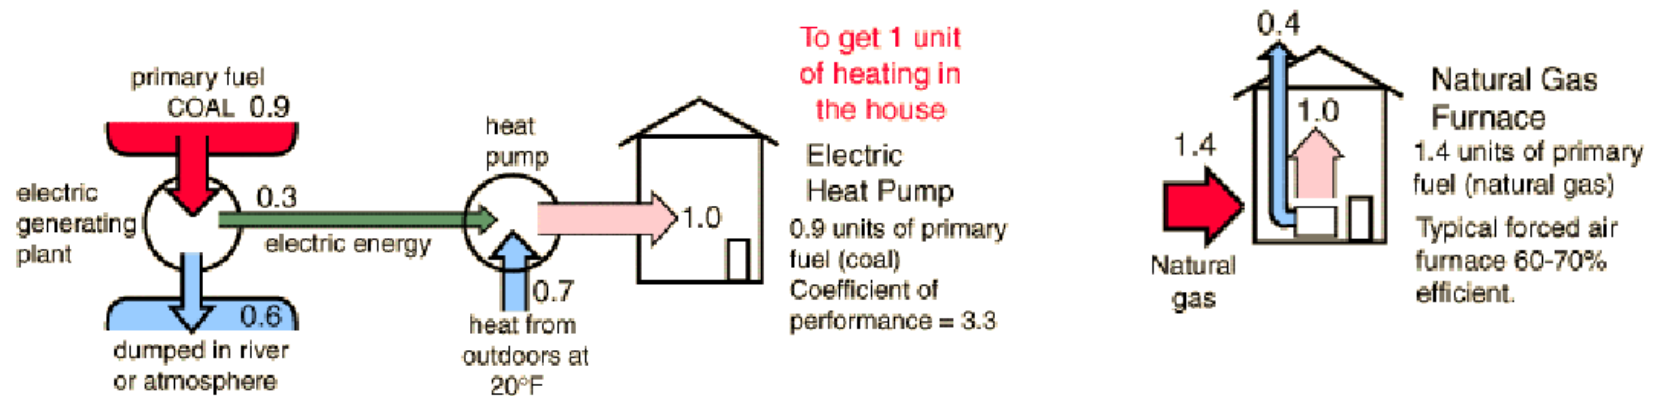 primary fuel
COAL 0.9
electric
generating
plant
0.3
electric energy
0.6
dumped in river
or atmosphere
heat
pump
0.7
heat from
outdoors at
20°F
1.0
To get 1 unit
of heating in
the house
Electric
Heat Pump
0.9 units of primary
fuel (coal)
Coefficient of
performance = 3.3
0.4
1.0
1.4
Natural
gas
Natural Gas
Furnace
1.4 units of primary
fuel (natural gas)
Typical forced air
furnace 60-70%
efficient.